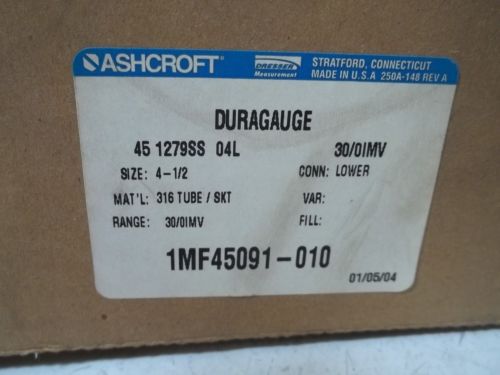 ASHCROFT®
DRESSER
Measurement
STRATFORD, CONNECTICUT
MADE IN U.S.A 250A-148 REV A
DURAGAUGE
45 1279SS 04L 30/0IMV
SIZE: 4-1/2 CONN: LOWER
MAT'L: 316 TUBE / SKT VAR:
RANGE: 30/0IMV FILL:
1MF45091-010
01/05/04